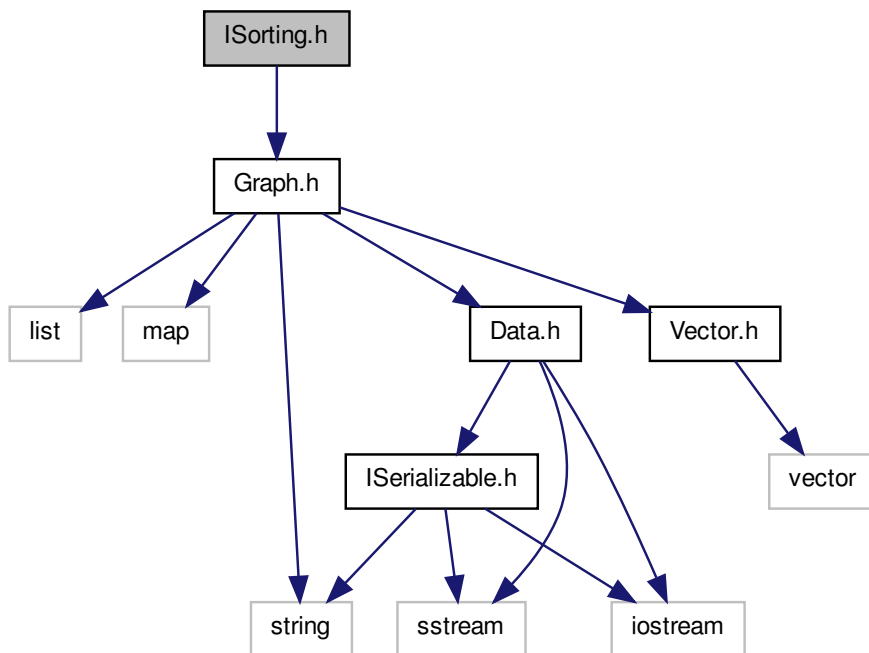 ISorting.h
Graph.h
list
map
Data.h
Vector.h
ISerializable.h
vector
string
sstream
iostream